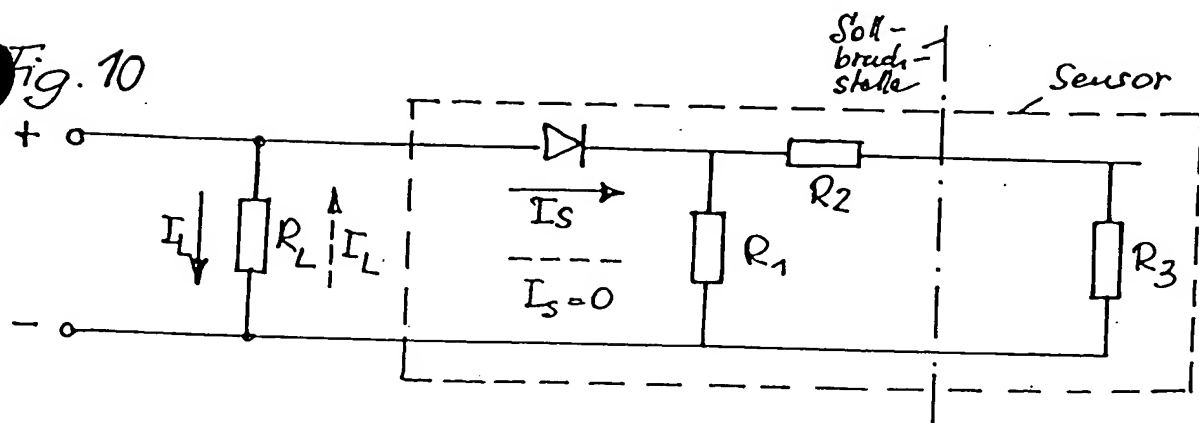 Fig. 10
Soll-
bruch-
stelle
Sensor
+
IS
R2
IL
RL
IL
R1
R3
IS=0
-